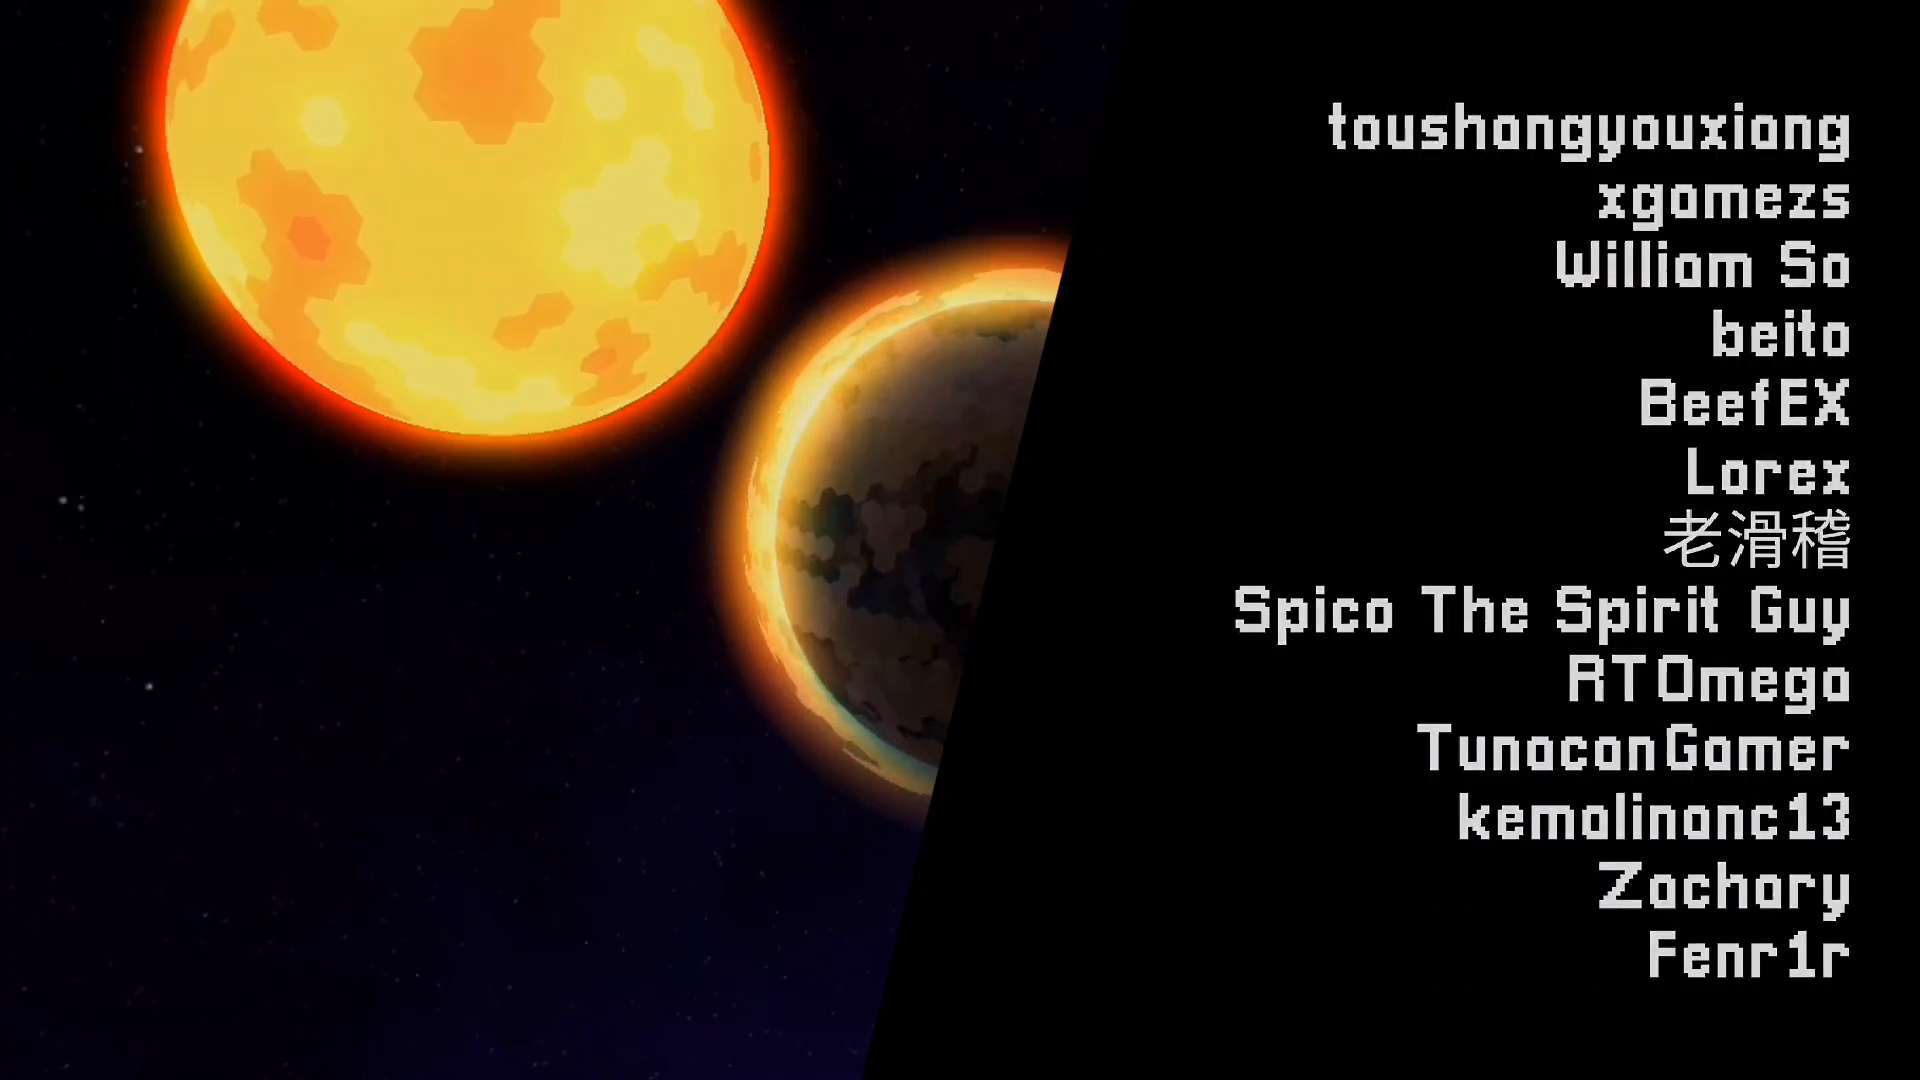 toushangyouxiang
xgamezs
William So
beito
BeefEX
Lorex
老滑稽
Spico The Spirit Guy
RTOmega
TunacanGamer
kemalinanc13
Zachary
Fenr1r